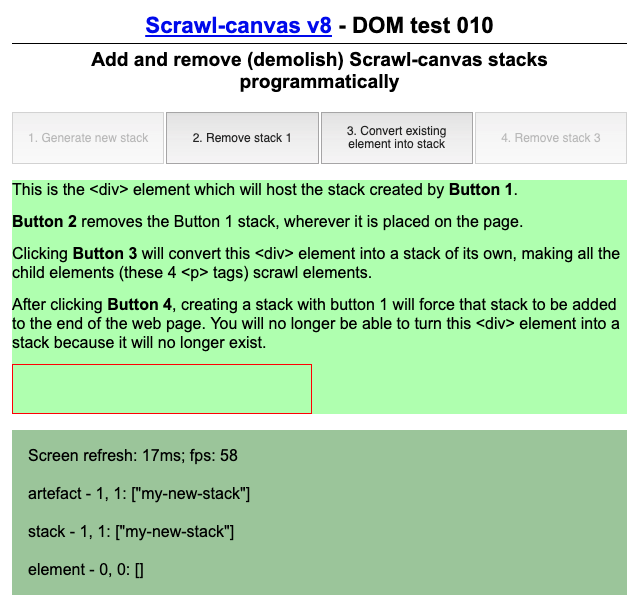 Scrawl-canvas v8 - DOM test 010
Add and remove (demolish) Scrawl-canvas stacks
programmatically
1. Generate new stack
2. Remove stack 1
3. Convert existing
element into stack
4. Remove stack 3
This is the <div> element which will host the stack created by Button 1.
Button 2 removes the Button 1 stack, wherever it is placed on the page.
Clicking Button 3 will convert this <div> element into a stack of its own, making all the
child elements (these 4 <p> tags) scrawl elements.
After clicking Button 4, creating a stack with button 1 will force that stack to be added
to the end of the web page. You will no longer be able to turn this <div> element into a
stack because it will no longer exist.
Screen refresh: 17ms; fps: 58
artefact - 1, 1: ["my-new-stack"]
stack - 1, 1: ["my-new-stack"]
element - 0, 0: []